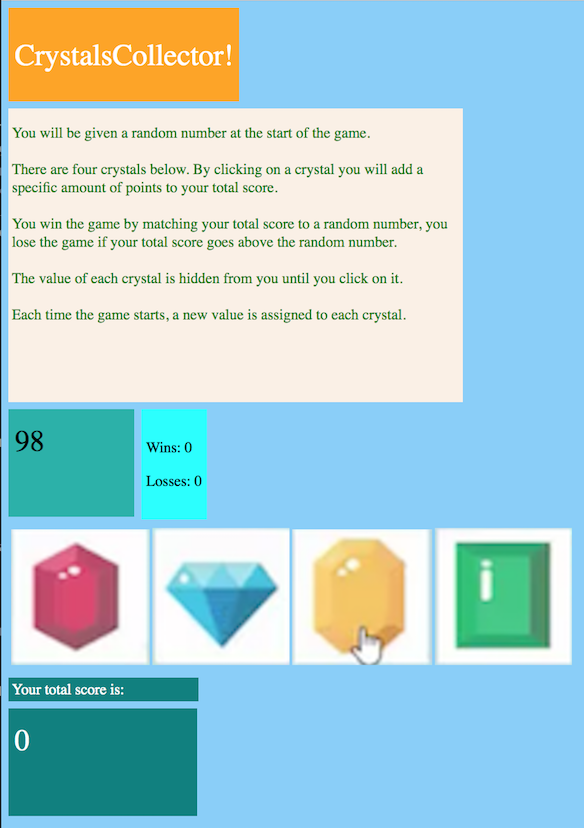 CrystalsCollector!
You will be given a random number at the start of the game.
There are four crystals below. By clicking on a crystal you will add a
specific amount of points to your total score.
You win the game by matching your total score to a random number, you
lose the game if your total score goes above the random number.
The value of each crystal is hidden from you until you click on it.
Each time the game starts, a new value is assigned to each crystal.
98
Wins: 0
Losses: 0
Your total score is:
0